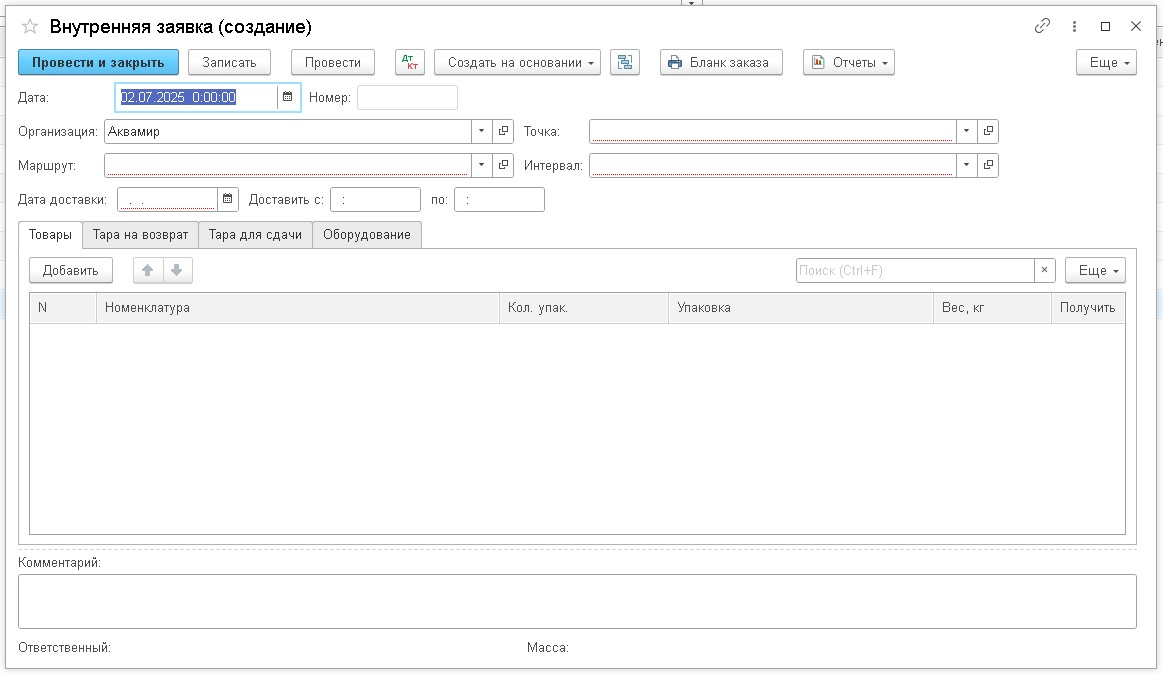 Внутренняя заявка (создание)
Провести и закрыть Записать Провести Дт Кт Создать на основании Бланк заказа Отчеты Еще
Дата: 02.07.2025 0:00:00 Номер:
Организация: Аквамир Точка:
Маршрут: Интервал:
Дата доставки: . . Доставить с: : по: :
Товары Тара на возврат Тара для сдачи Оборудование
Добавить Поиск (Ctrl+F) × Еще
N Номенклатура Кол. упак. Упаковка Вес, кг Получить
Комментарий:
Ответственный: Масса: